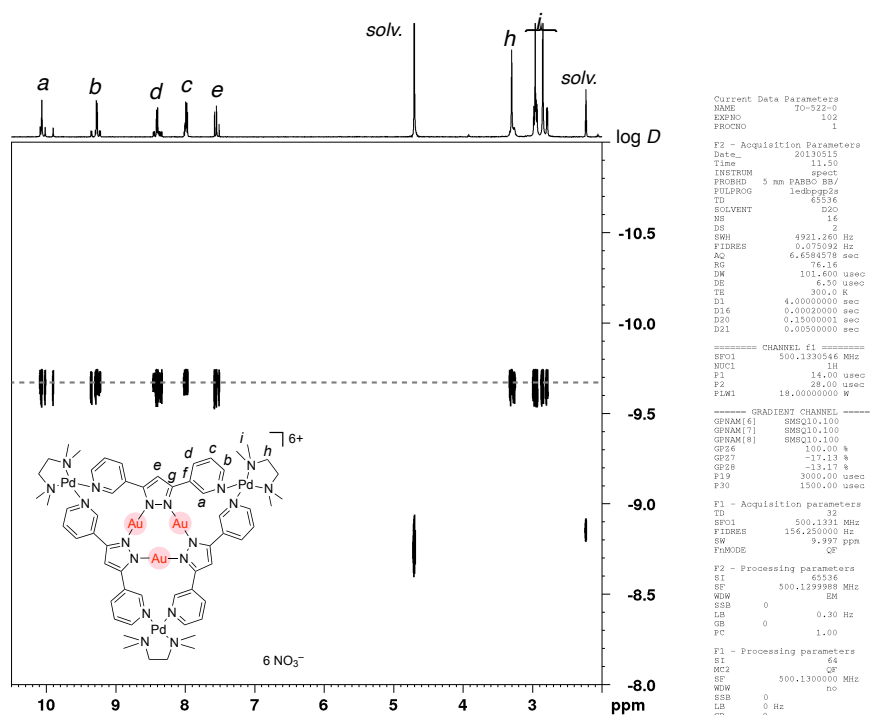 solv.
i
h
a
b
d
c
e
solv.
log D
-10.5
-10.0
-9.5
-9.0
-8.5
-8.0
10 9 8 7 6 5 4 3 ppm
6+
i
h
N
N
Pd
N
N
d
c
b
e
f
g
a
N
N
Pd
N
N
N N
Au
Au
N
N
Au
N
N
N
N
Pd
N
N
6 NO3–
Current Data Parameters
NAME TO-522-0
EXPNO 102
PROCNO 1
F2 - Acquisition Parameters
Date_ 20130515
Time 11.50
INSTRUM spect
PROBHD 5 mm PABBO BB/
PULPROG ledbpgp2s
TD 65536
SOLVENT D2O
NS 16
DS 2
SWH 4921.260 Hz
FIDRES 0.075092 Hz
AQ 6.6584578 sec
RG 76.16
DW 101.600 usec
DE 6.50 usec
TE 300.0 K
D1 4.00000000 sec
D16 0.00020000 sec
D20 0.15000001 sec
D21 0.00500000 sec
======== CHANNEL f1 ========
SFO1 500.1330546 MHz
NUC1 1H
P1 14.00 usec
P2 28.00 usec
PLW1 18.00000000 W
====== GRADIENT CHANNEL =====
GPNAM[6] SMSQ10.100
GPNAM[7] SMSQ10.100
GPNAM[8] SMSQ10.100
GPZ6 100.00 %
GPZ7 -17.13 %
GPZ8 -13.17 %
P19 3000.00 usec
P30 1500.00 usec
F1 - Acquisition parameters
TD 32
SFO1 500.1331 MHz
FIDRES 156.250000 Hz
SW 9.997 ppm
FnMODE QF
F2 - Processing parameters
SI 65536
SF 500.1299988 MHz
WDW EM
SSB 0
LB 0.30 Hz
GB 0
PC 1.00
F1 - Processing parameters
SI 64
MC2 QF
SF 500.1300000 MHz
WDW no
SSB 0
LB 0 Hz